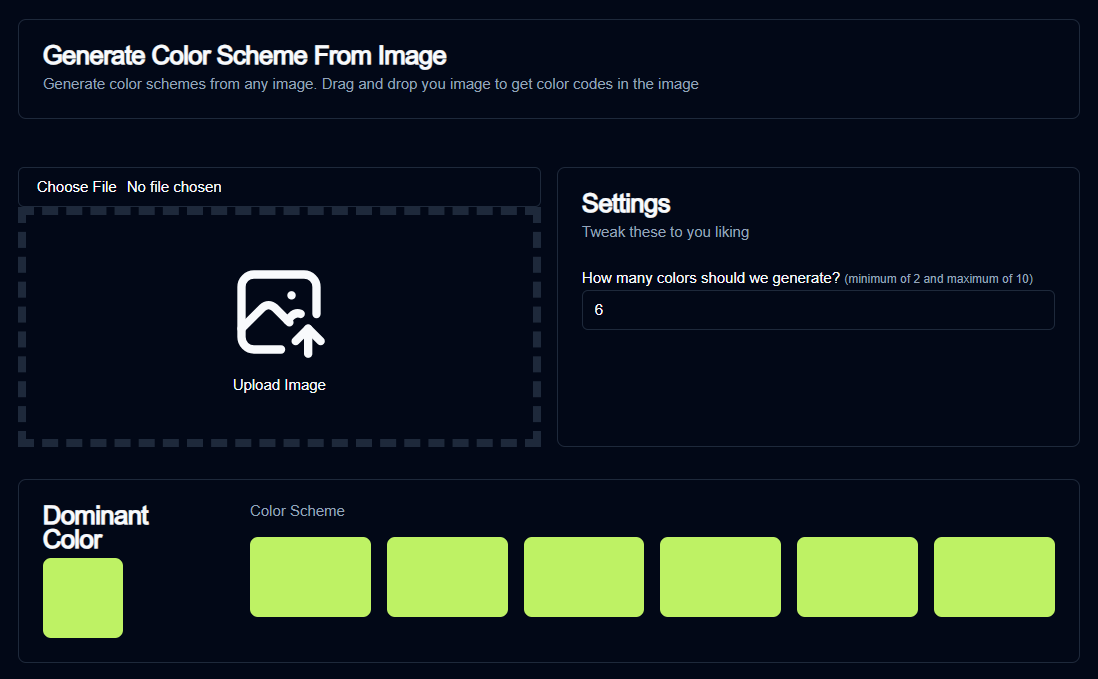 Generate Color Scheme From Image
Generate color schemes from any image. Drag and drop you image to get color codes in the image
Choose File No file chosen
Upload Image
Settings
Tweak these to you liking
How many colors should we generate? (minimum of 2 and maximum of 10)
6
Dominant
Color
Color Scheme